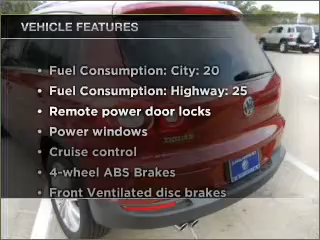 VEHICLE FEATURES
• Fuel Consumption: City: 20
• Fuel Consumption: Highway: 25
• Remote power door locks
• Power windows
• Cruise control
• 4-wheel ABS Brakes
• Front Ventilated disc brakes